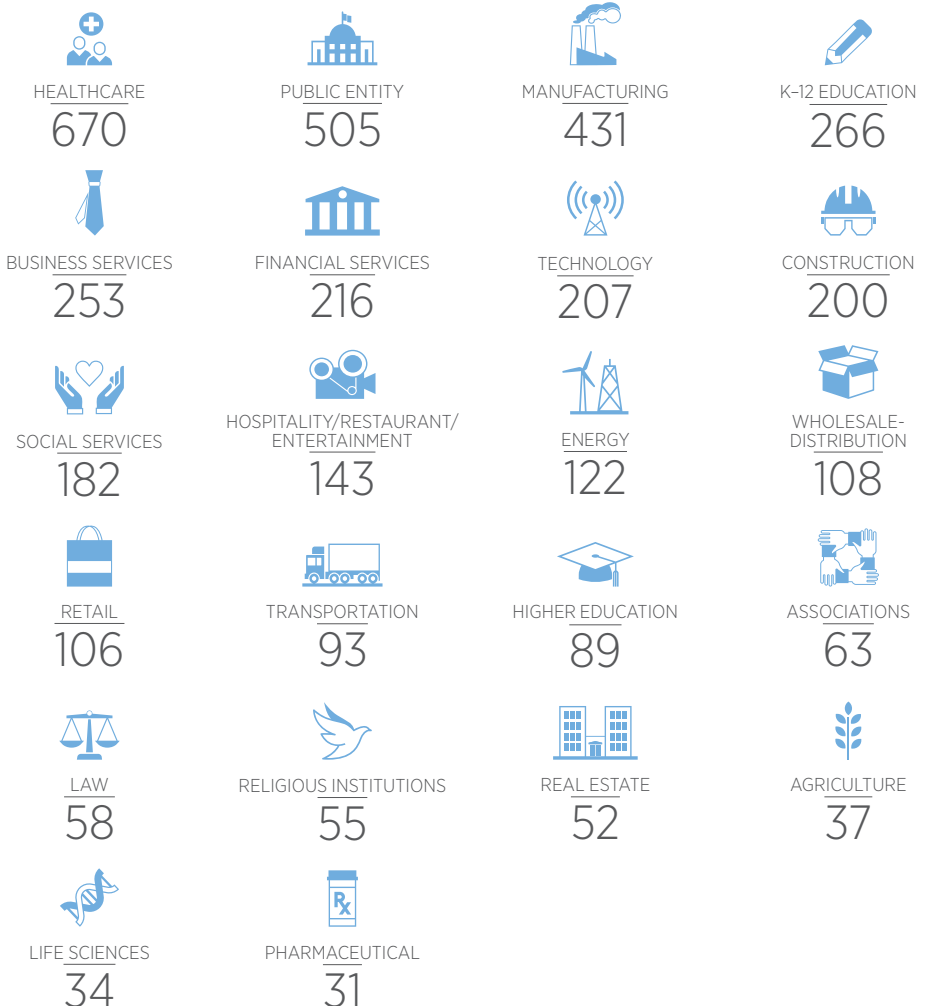 HEALTHCARE
670
PUBLIC ENTITY
505
MANUFACTURING
431
K–12 EDUCATION
266
BUSINESS SERVICES
253
FINANCIAL SERVICES
216
TECHNOLOGY
207
CONSTRUCTION
200
SOCIAL SERVICES
182
HOSPITALITY/RESTAURANT/
ENTERTAINMENT
143
ENERGY
122
WHOLESALE-
DISTRIBUTION
108
RETAIL
106
TRANSPORTATION
93
HIGHER EDUCATION
89
ASSOCIATIONS
63
LAW
58
RELIGIOUS INSTITUTIONS
55
REAL ESTATE
52
AGRICULTURE
37
LIFE SCIENCES
34
Rx
PHARMACEUTICAL
31